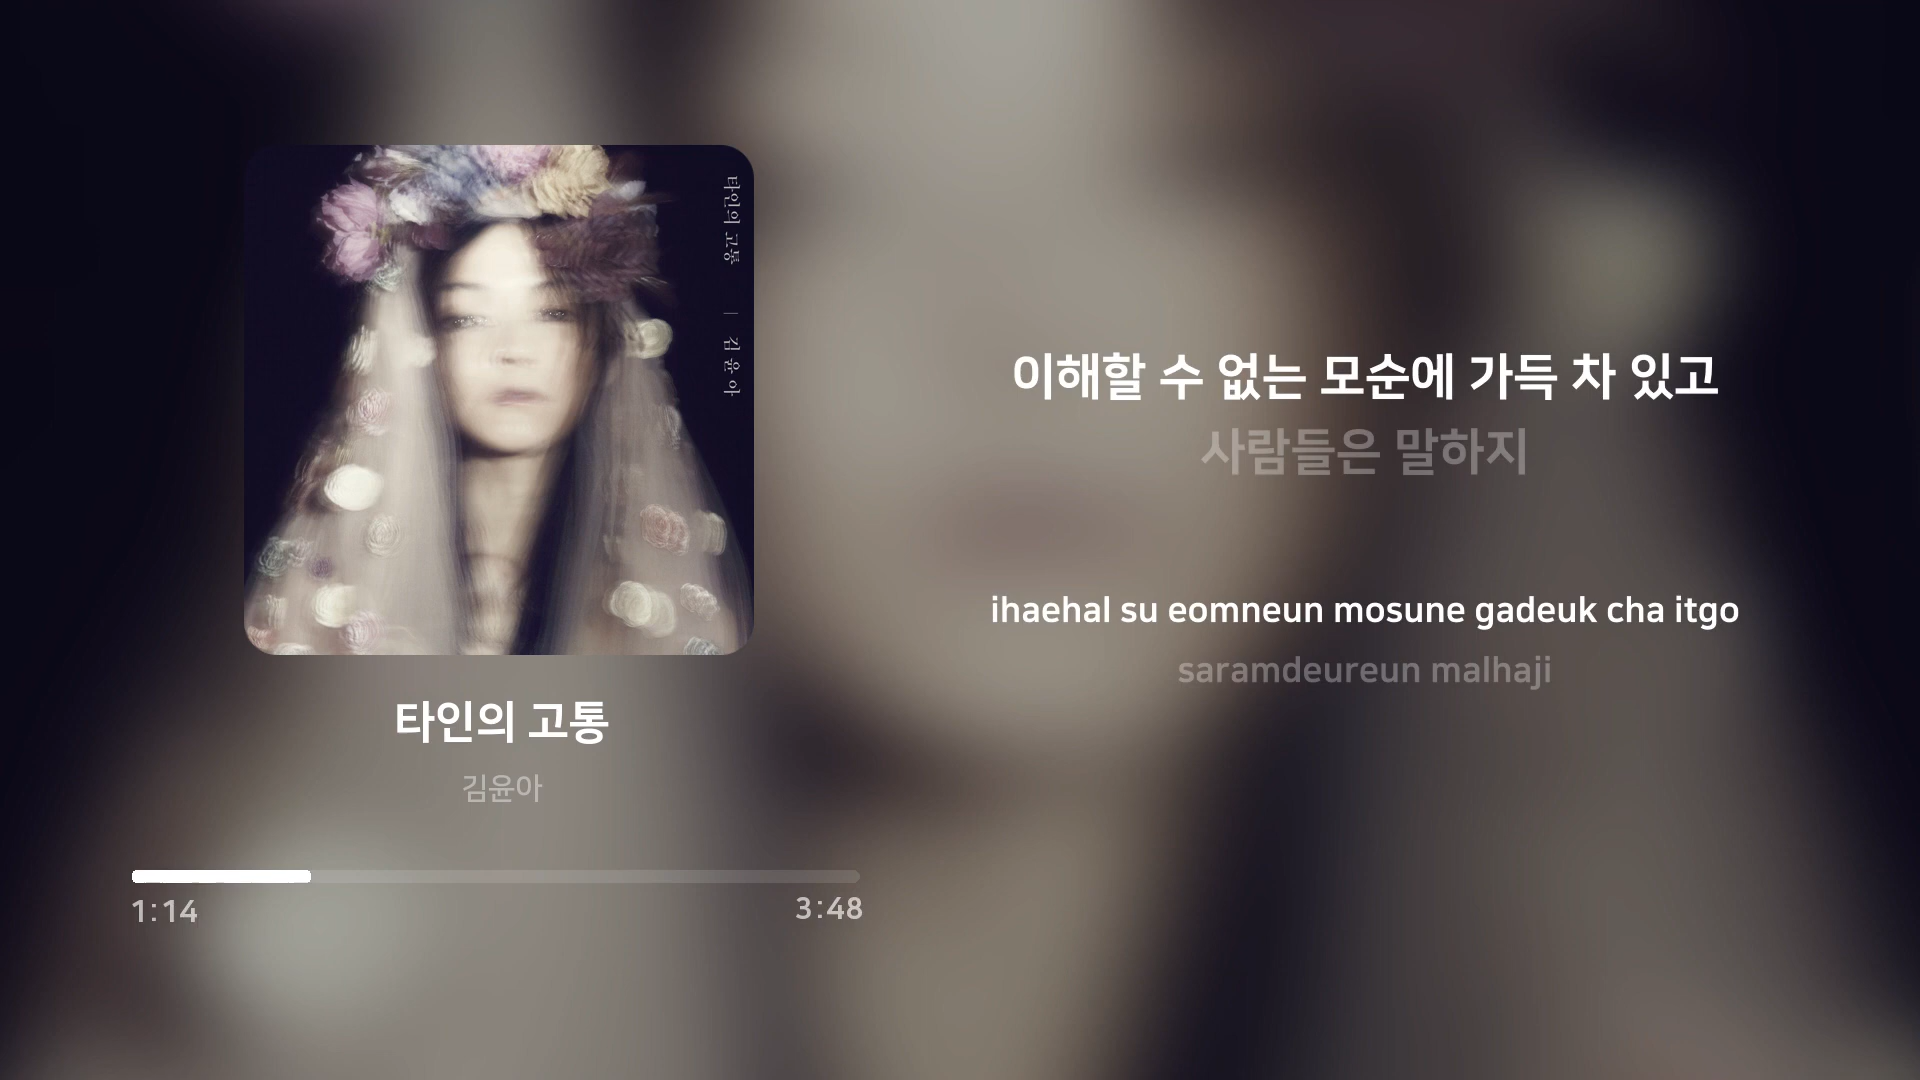 타인의 고통 | 김윤아
타인의 고통
김윤아
1:14
3:48
이해할 수 없는 모순에 가득 차 있고
사람들은 말하지
ihaehal su eomneun mosune gadeuk cha itgo
saramdeureun malhaji